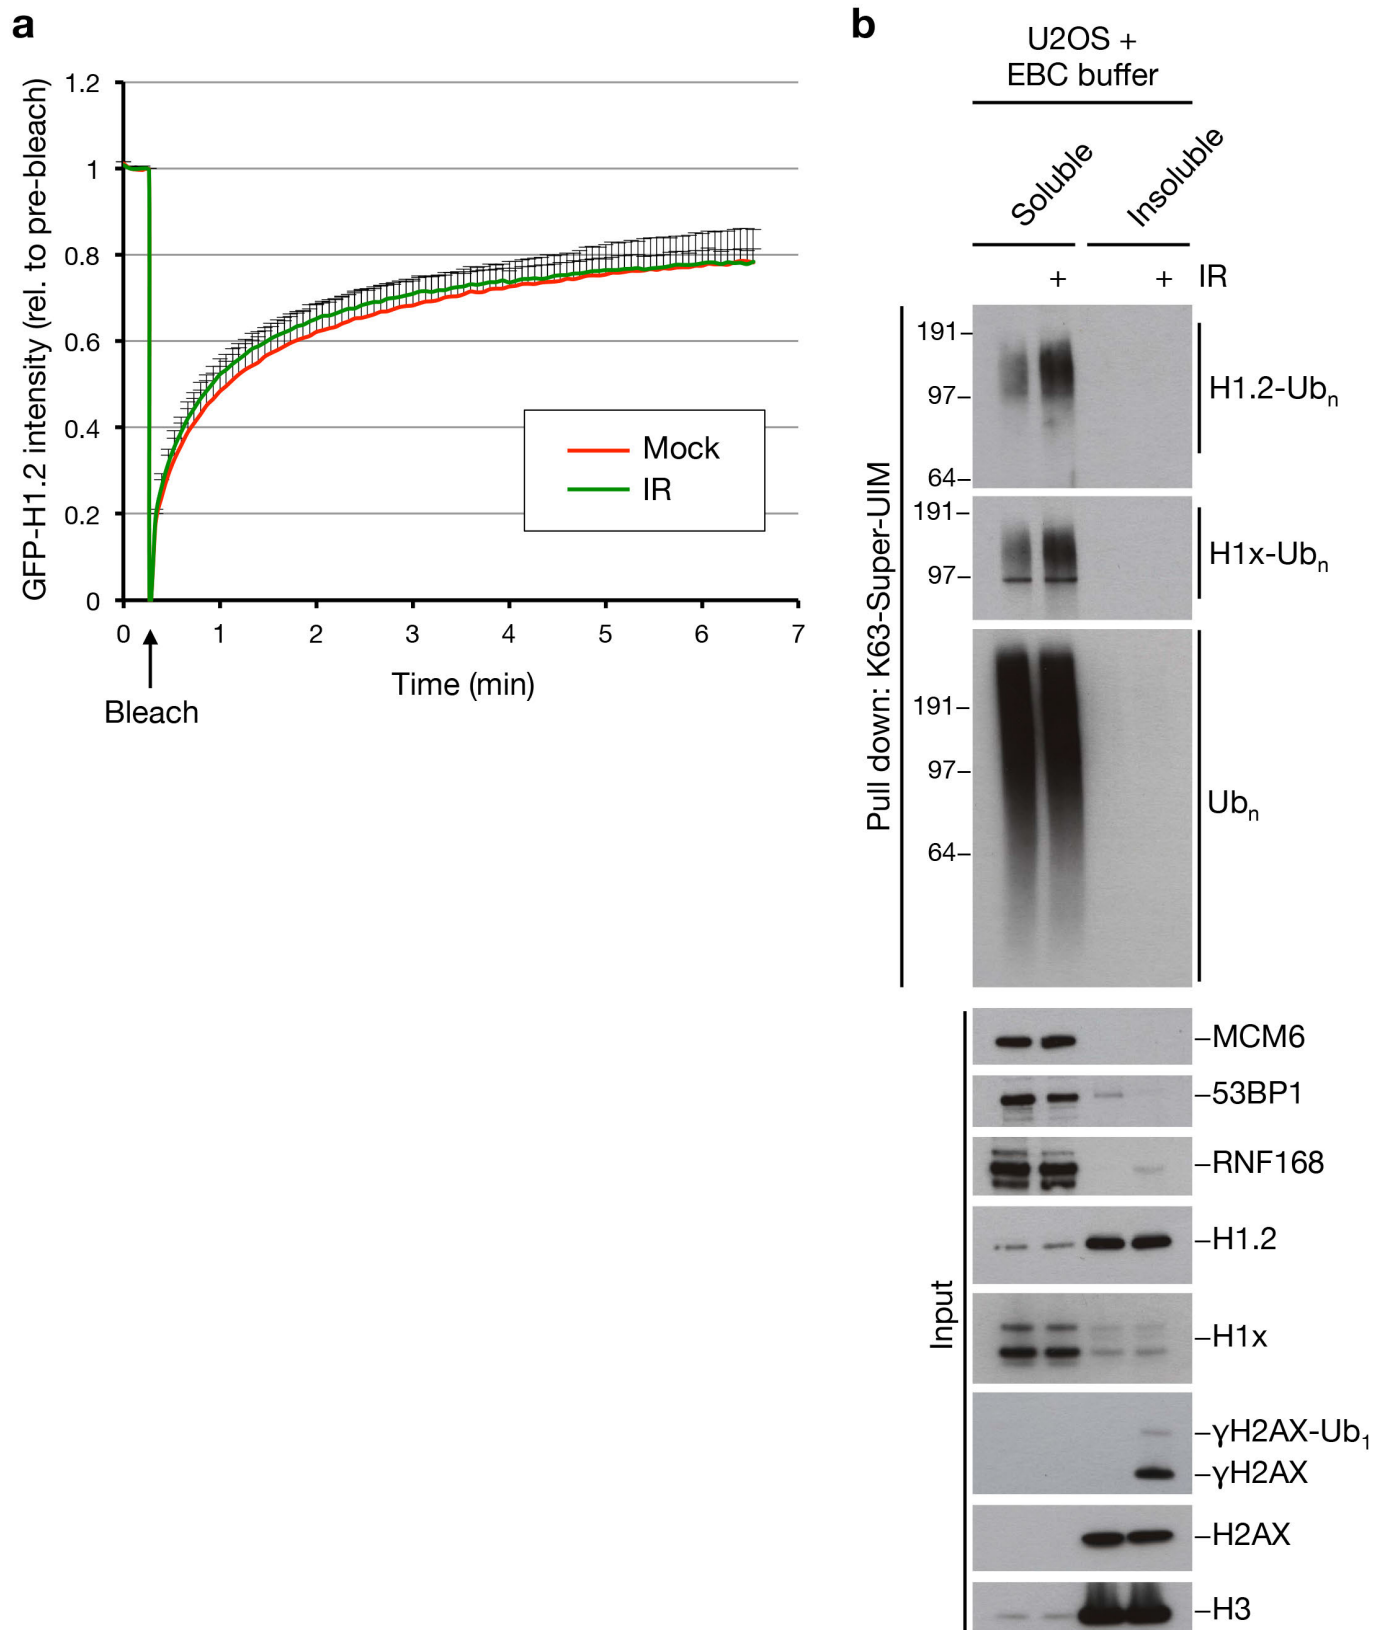 a
GFP-H1.2 intensity (rel. to pre-bleach)
1.2
1
0.8
0.6
0.4
0.2
0
0 1 2 3 4 5 6 7
Time (min)
Bleach
Mock
IR
b
U2OS +
EBC buffer
Soluble
Insoluble
+ + IR
Pull down: K63-Super-UIM
191–
97–
64–
H1.2-Ubn
191–
97–
H1x-Ubn
191–
97–
64–
Ubn
Input
–MCM6
–53BP1
–RNF168
–H1.2
–H1x
–γH2AX-Ub1
–γH2AX
–H2AX
–H3